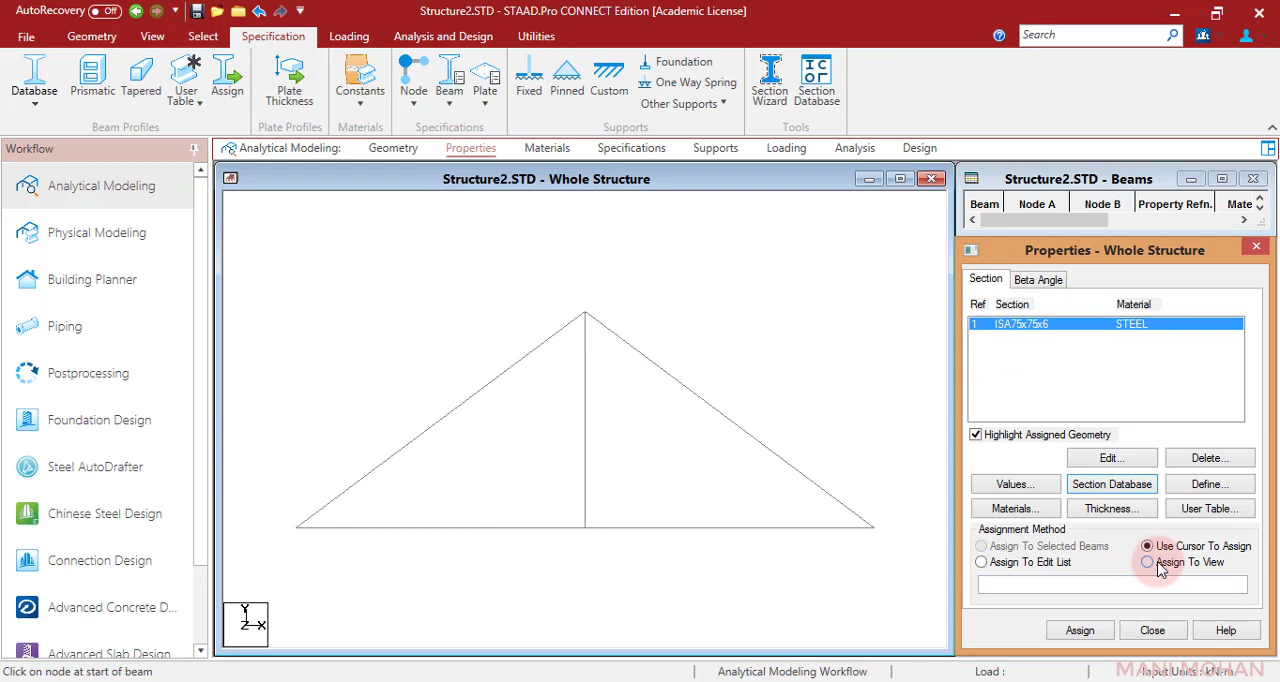 AutoRecovery Off
Structure2.STD - STAAD.Pro CONNECT Edition [Academic License]
File Geometry View Select Specification Loading Analysis and Design Utilities
Search
Database Prismatic Tapered User Table Assign
Beam Profiles
Plate Thickness
Plate Profiles
Constants
Materials
Node Beam Plate
Specifications
Fixed Pinned Custom
Foundation
One Way Spring
Other Supports
Supports
Section Wizard Section Database
Tools
Workflow
Analytical Modeling
Physical Modeling
Building Planner
Piping
Postprocessing
Foundation Design
Steel AutoDrafter
Chinese Steel Design
Connection Design
Advanced Concrete D...
Advanced Slab Design
Analytical Modeling: Geometry Properties Materials Specifications Supports Loading Analysis Design
Structure2.STD - Whole Structure
Y
Z X
Structure2.STD - Beams
Beam Node A Node B Property Refn. Mate
Properties - Whole Structure
Section Beta Angle
Ref Section Material
1 ISA75x75x6 STEEL
Highlight Assigned Geometry
Edit... Delete...
Values... Section Database Define...
Materials... Thickness... User Table...
Assignment Method
Assign To Selected Beams Use Cursor To Assign
Assign To Edit List Assign To View
Assign Close Help
Click on node at start of beam
Analytical Modeling Workflow
Load :
Input Units : kN-m
MANI MOHAN